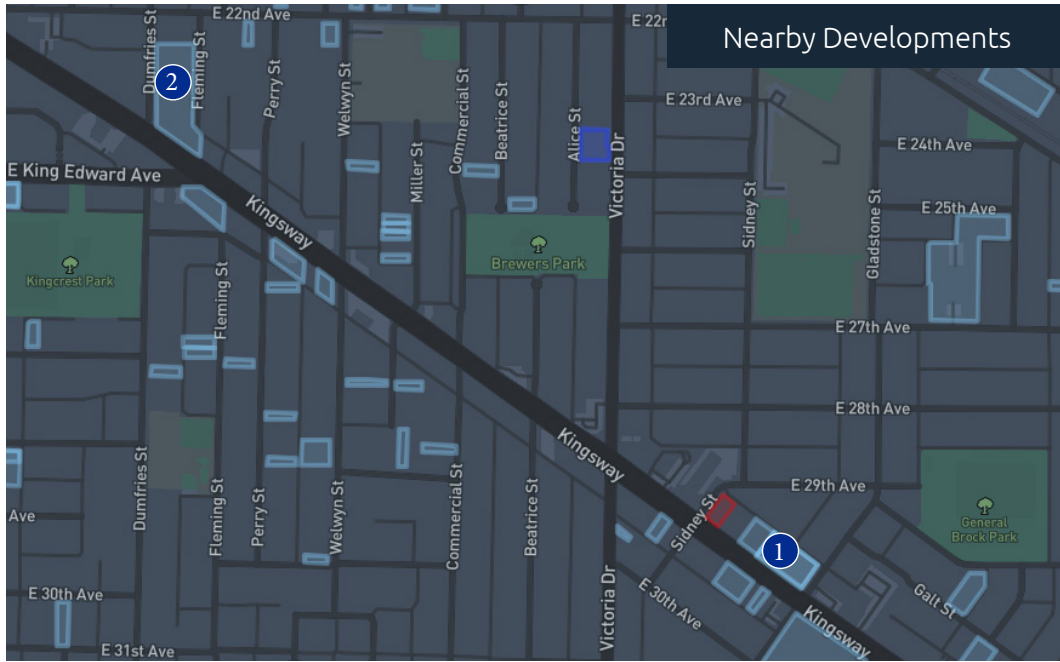 Nearby Developments
E 22nd Ave
E 22n
Dumfries St
2
Fleming St
Perry St
Welwyn St
Commercial St
Beatrice St
Alice St
Victoria Dr
E 23rd Ave
E 24th Ave
E King Edward Ave
Miller St
Sidney St
Gladstone St
E 25th Ave
Kingsway
Kingcrest Park
Brewers Park
Fleming St
E 27th Ave
E 28th Ave
Kingsway
Dumfries St
Fleming St
Perry St
Welwyn St
Commercial St
Beatrice St
E 29th Ave
Sidney St
General
Brock Park
Ave
1
E 30th Ave
Galt St
E 30th Ave
Victoria Dr
Kingsway
E 31st Ave